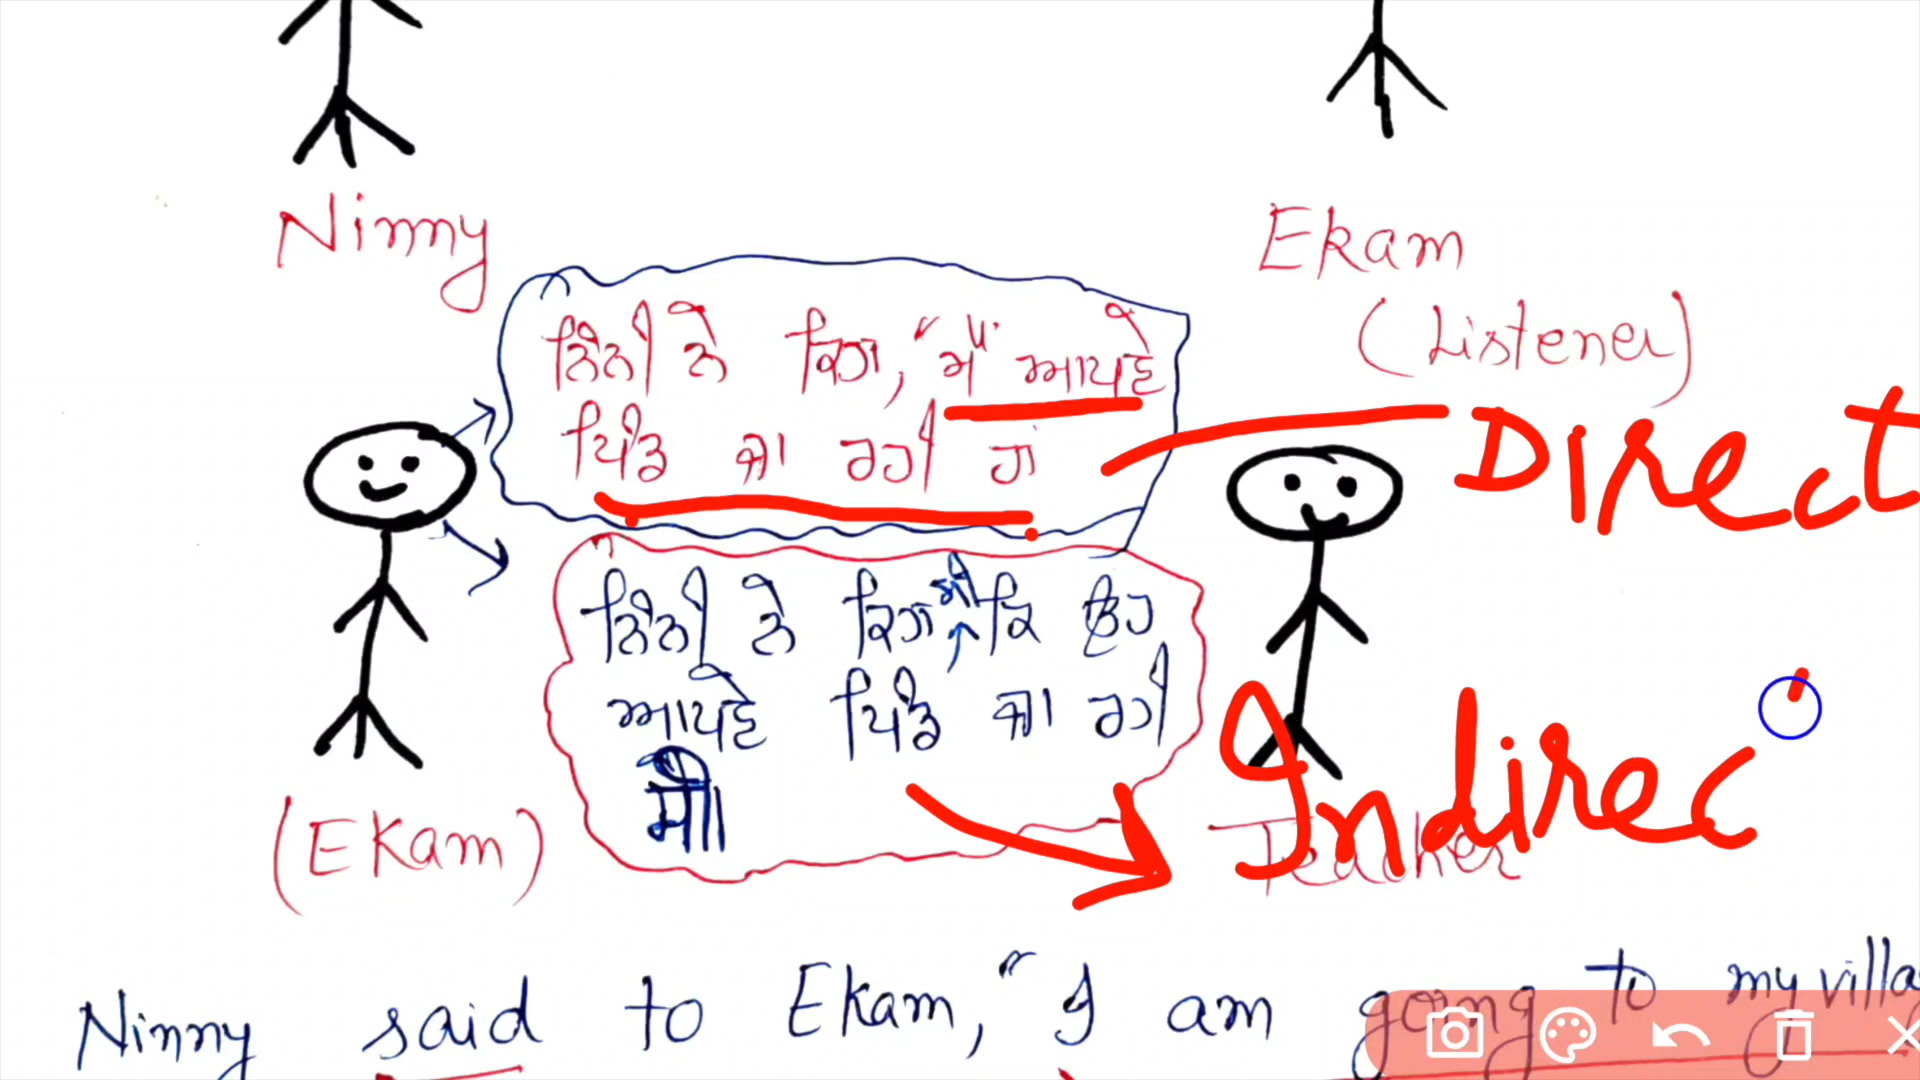 Ninny
Ekam
(Listener)
ਨਿੰਨੀ ਨੇ ਕਿਹਾ, "ਮੈਂ ਆਪਣੇ
ਪਿੰਡ ਜਾ ਰਹੀ ਹਾਂ
Direct
ਨਿੰਨੀ ਨੇ ਕਿਹਾ ਸੀ ਕਿ ਉਹ
ਆਪਣੇ ਪਿੰਡ ਜਾ ਰਹੀ
ਸੀ।
Indirec
(Ekam)
Teacher
Ninny said to Ekam, "I am going to my villa